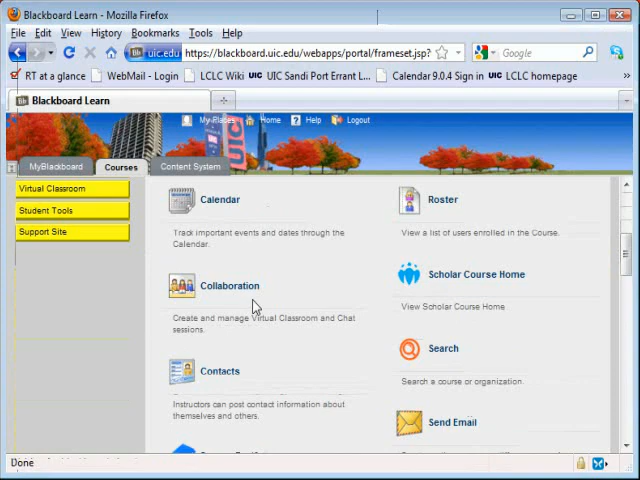 Blackboard Learn - Mozilla Firefox
File Edit View History Bookmarks Tools Help
uic.edu https://blackboard.uic.edu/webapps/portal/frameset.jsp? Google
RT at a glance WebMail - Login LCLC Wiki UIC UIC Sandi Port Errant L... Calendar 9.0.4 Sign in LCLC homepage
Blackboard Learn
My Places Home Help Logout
MyBlackboard Courses Content System
Virtual Classroom
Student Tools
Support Site
Calendar
Track important events and dates through the
Calendar.
Collaboration
Create and manage Virtual Classroom and Chat
sessions.
Contacts
Instructors can post contact information about
themselves and others.
Roster
View a list of users enrolled in the Course.
Scholar Course Home
View Scholar Course Home
Search
Search a course or organization.
Send Email
Done